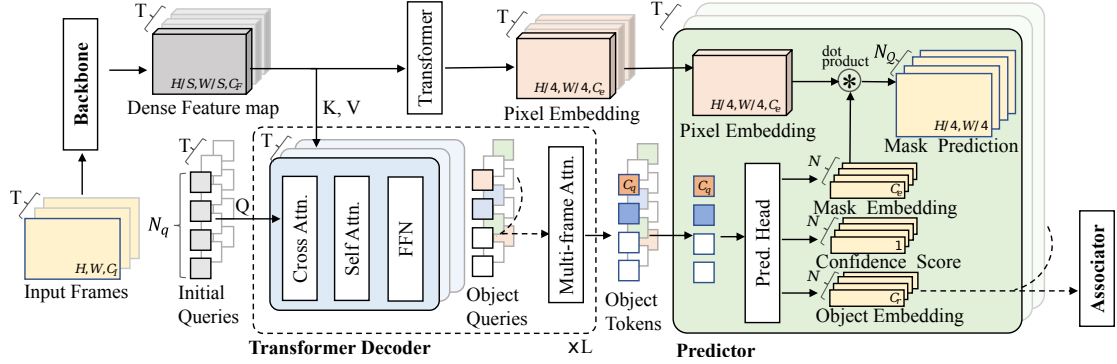 T
Backbone
H/S,W/S,C_F
Dense Feature map
Transformer
T
H/4,W/4,C_e
Pixel Embedding
T
H/4,W/4,C_e
Pixel Embedding
dot
product
*
N_Q
H/4,W/4
Mask Prediction
K, V
T
H,W,C_I
Input Frames
T
N_q
Initial
Queries
Q
T
Cross Attn.
Self Attn.
FFN
Object
Queries
Multi-frame Attn.
Transformer Decoder
xL
C_q
Object
Tokens
C_q
Pred. Head
N
C_e
Mask Embedding
N
1
Confidence Score
N
C_r
Object Embedding
Predictor
Associator